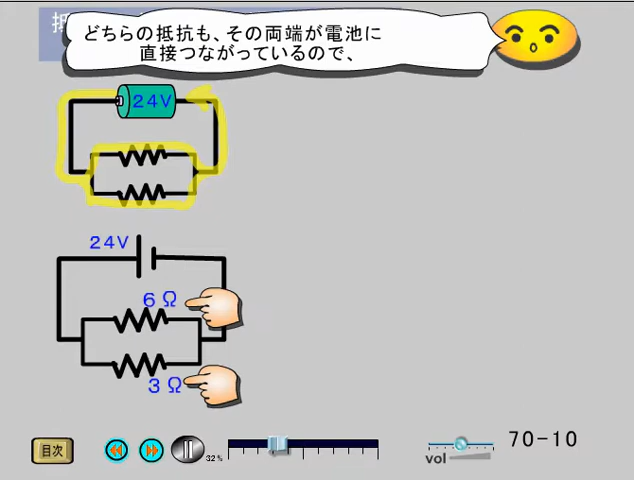 抵
どちらの抵抗も、その両端が電池に
直接つながっているので、
24V
24V
6Ω
3Ω
目次
32%
vol
70-10